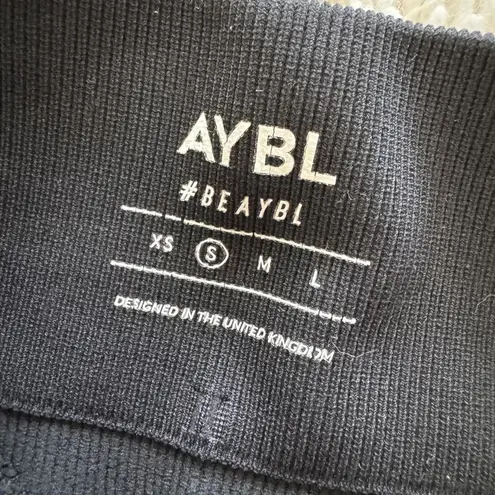 AYBL
#BEAYBL
XS S M L
DESIGNED IN THE UNITED KINGDOM